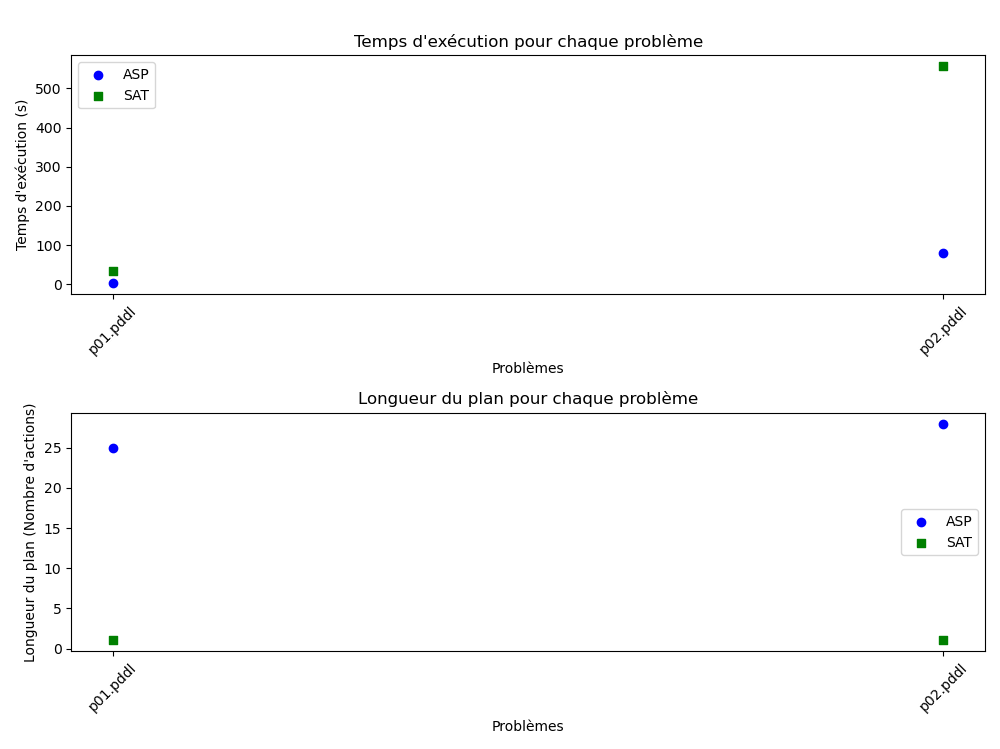 Temps d'exécution pour chaque problème
Temps d'exécution (s)
500
400
300
200
100
0
ASP
SAT
p01.pddl
p02.pddl
Problèmes
Longueur du plan pour chaque problème
Longueur du plan (Nombre d'actions)
25
20
15
10
5
0
ASP
SAT
p01.pddl
p02.pddl
Problèmes